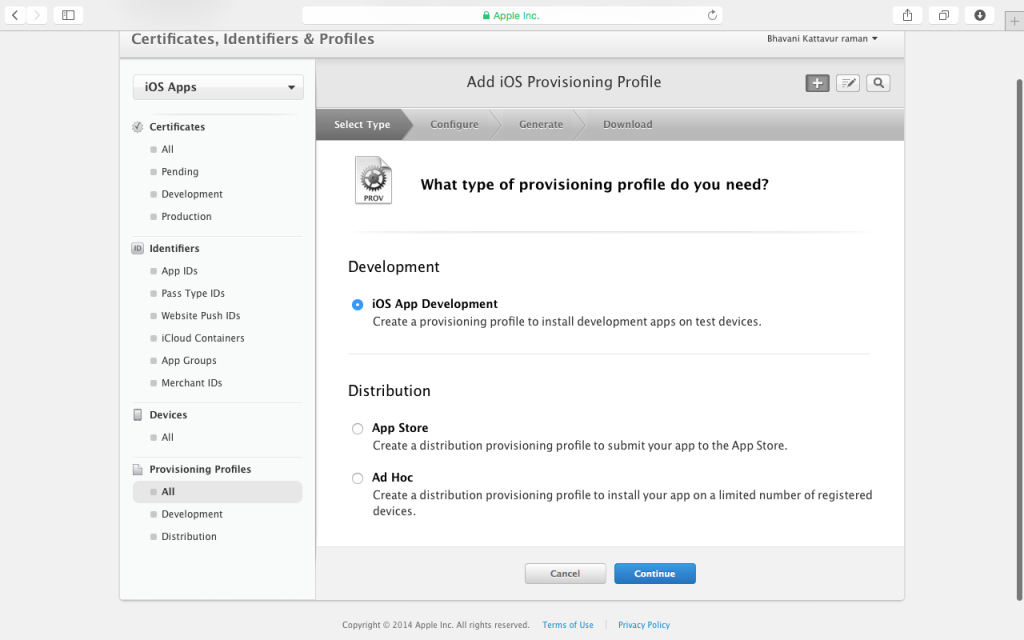 Apple Inc.
Certificates, Identifiers & Profiles
Bhavani Kattavur raman
iOS Apps
Add iOS Provisioning Profile
Select Type
Configure
Generate
Download
Certificates
All
Pending
Development
Production
ID Identifiers
App IDs
Pass Type IDs
Website Push IDs
iCloud Containers
App Groups
Merchant IDs
Devices
All
Provisioning Profiles
All
Development
Distribution
PROV
What type of provisioning profile do you need?
Development
iOS App Development
Create a provisioning profile to install development apps on test devices.
Distribution
App Store
Create a distribution provisioning profile to submit your app to the App Store.
Ad Hoc
Create a distribution provisioning profile to install your app on a limited number of registered
devices.
Cancel
Continue
Copyright © 2014 Apple Inc. All rights reserved.
Terms of Use
Privacy Policy